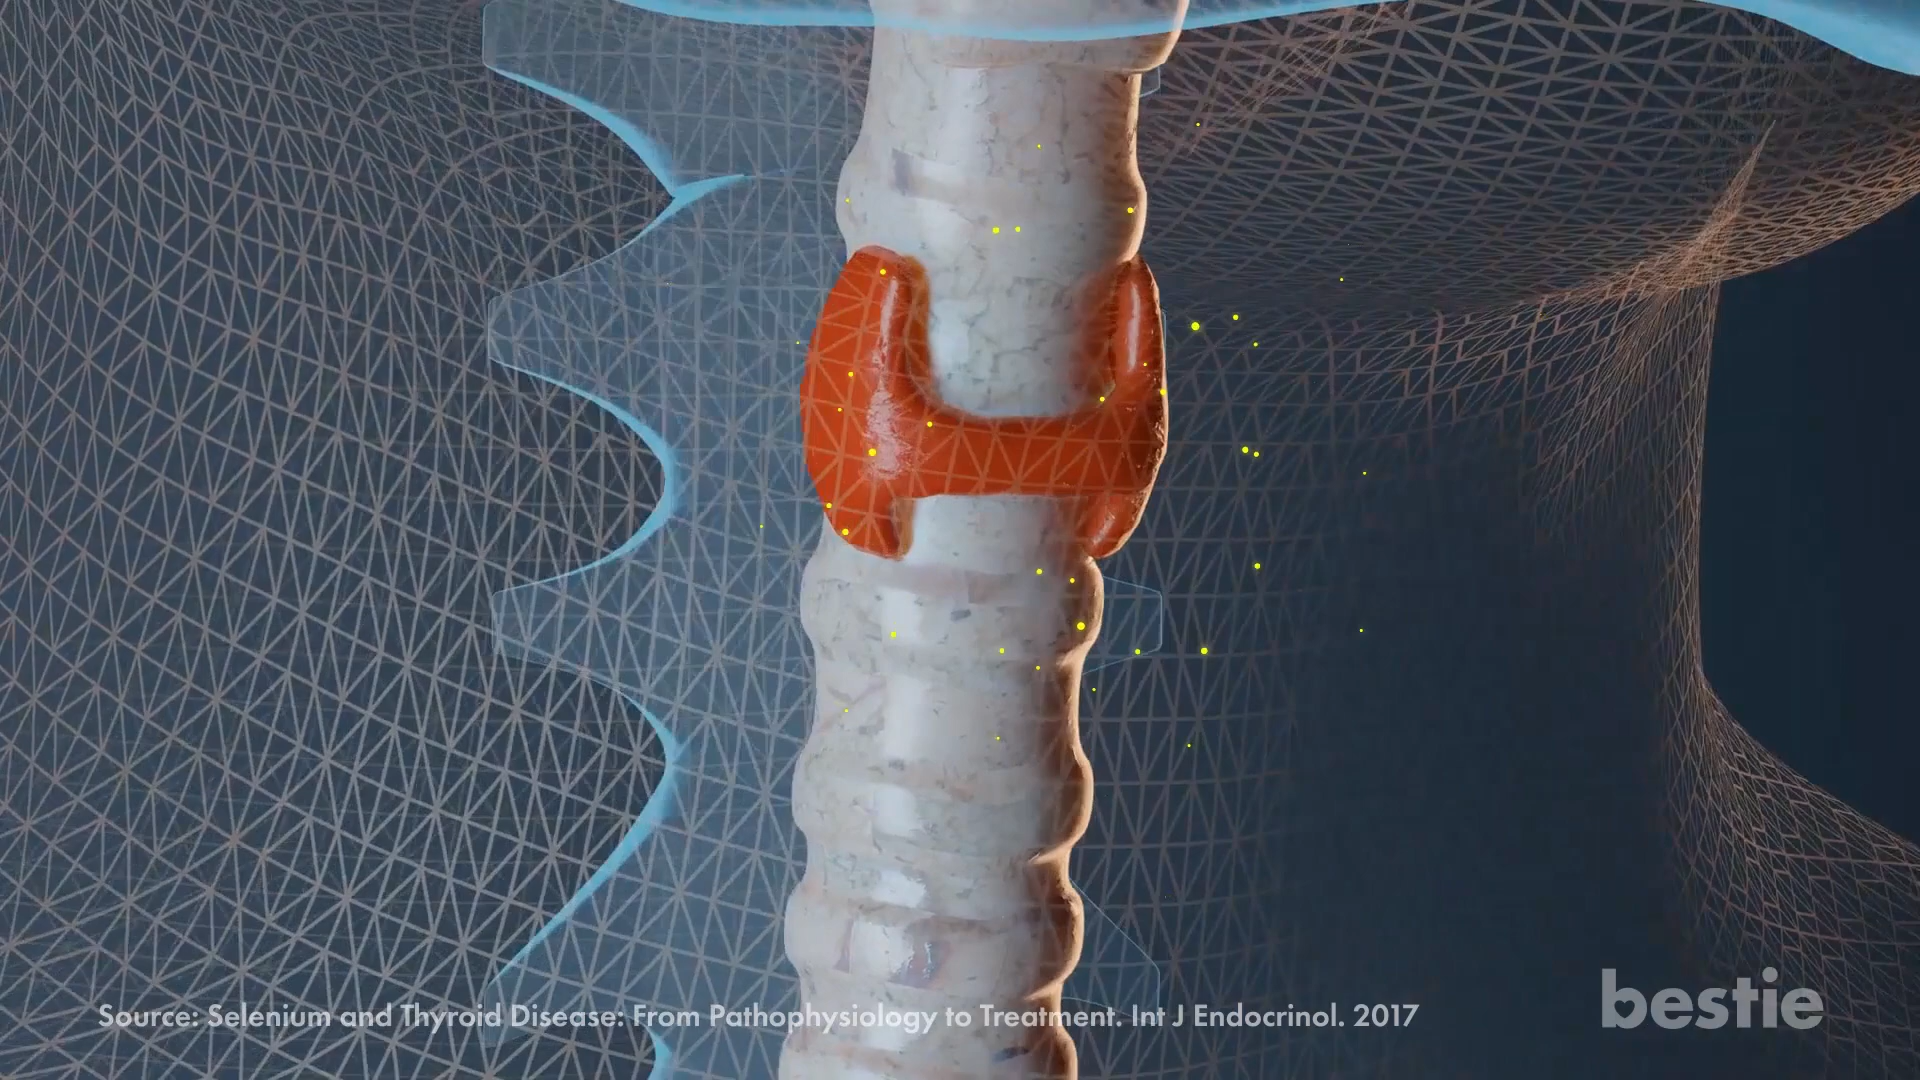 Source: Selenium and Thyroid Disease: From Pathophysiology to Treatment. Int J Endocrinol. 2017
bestie